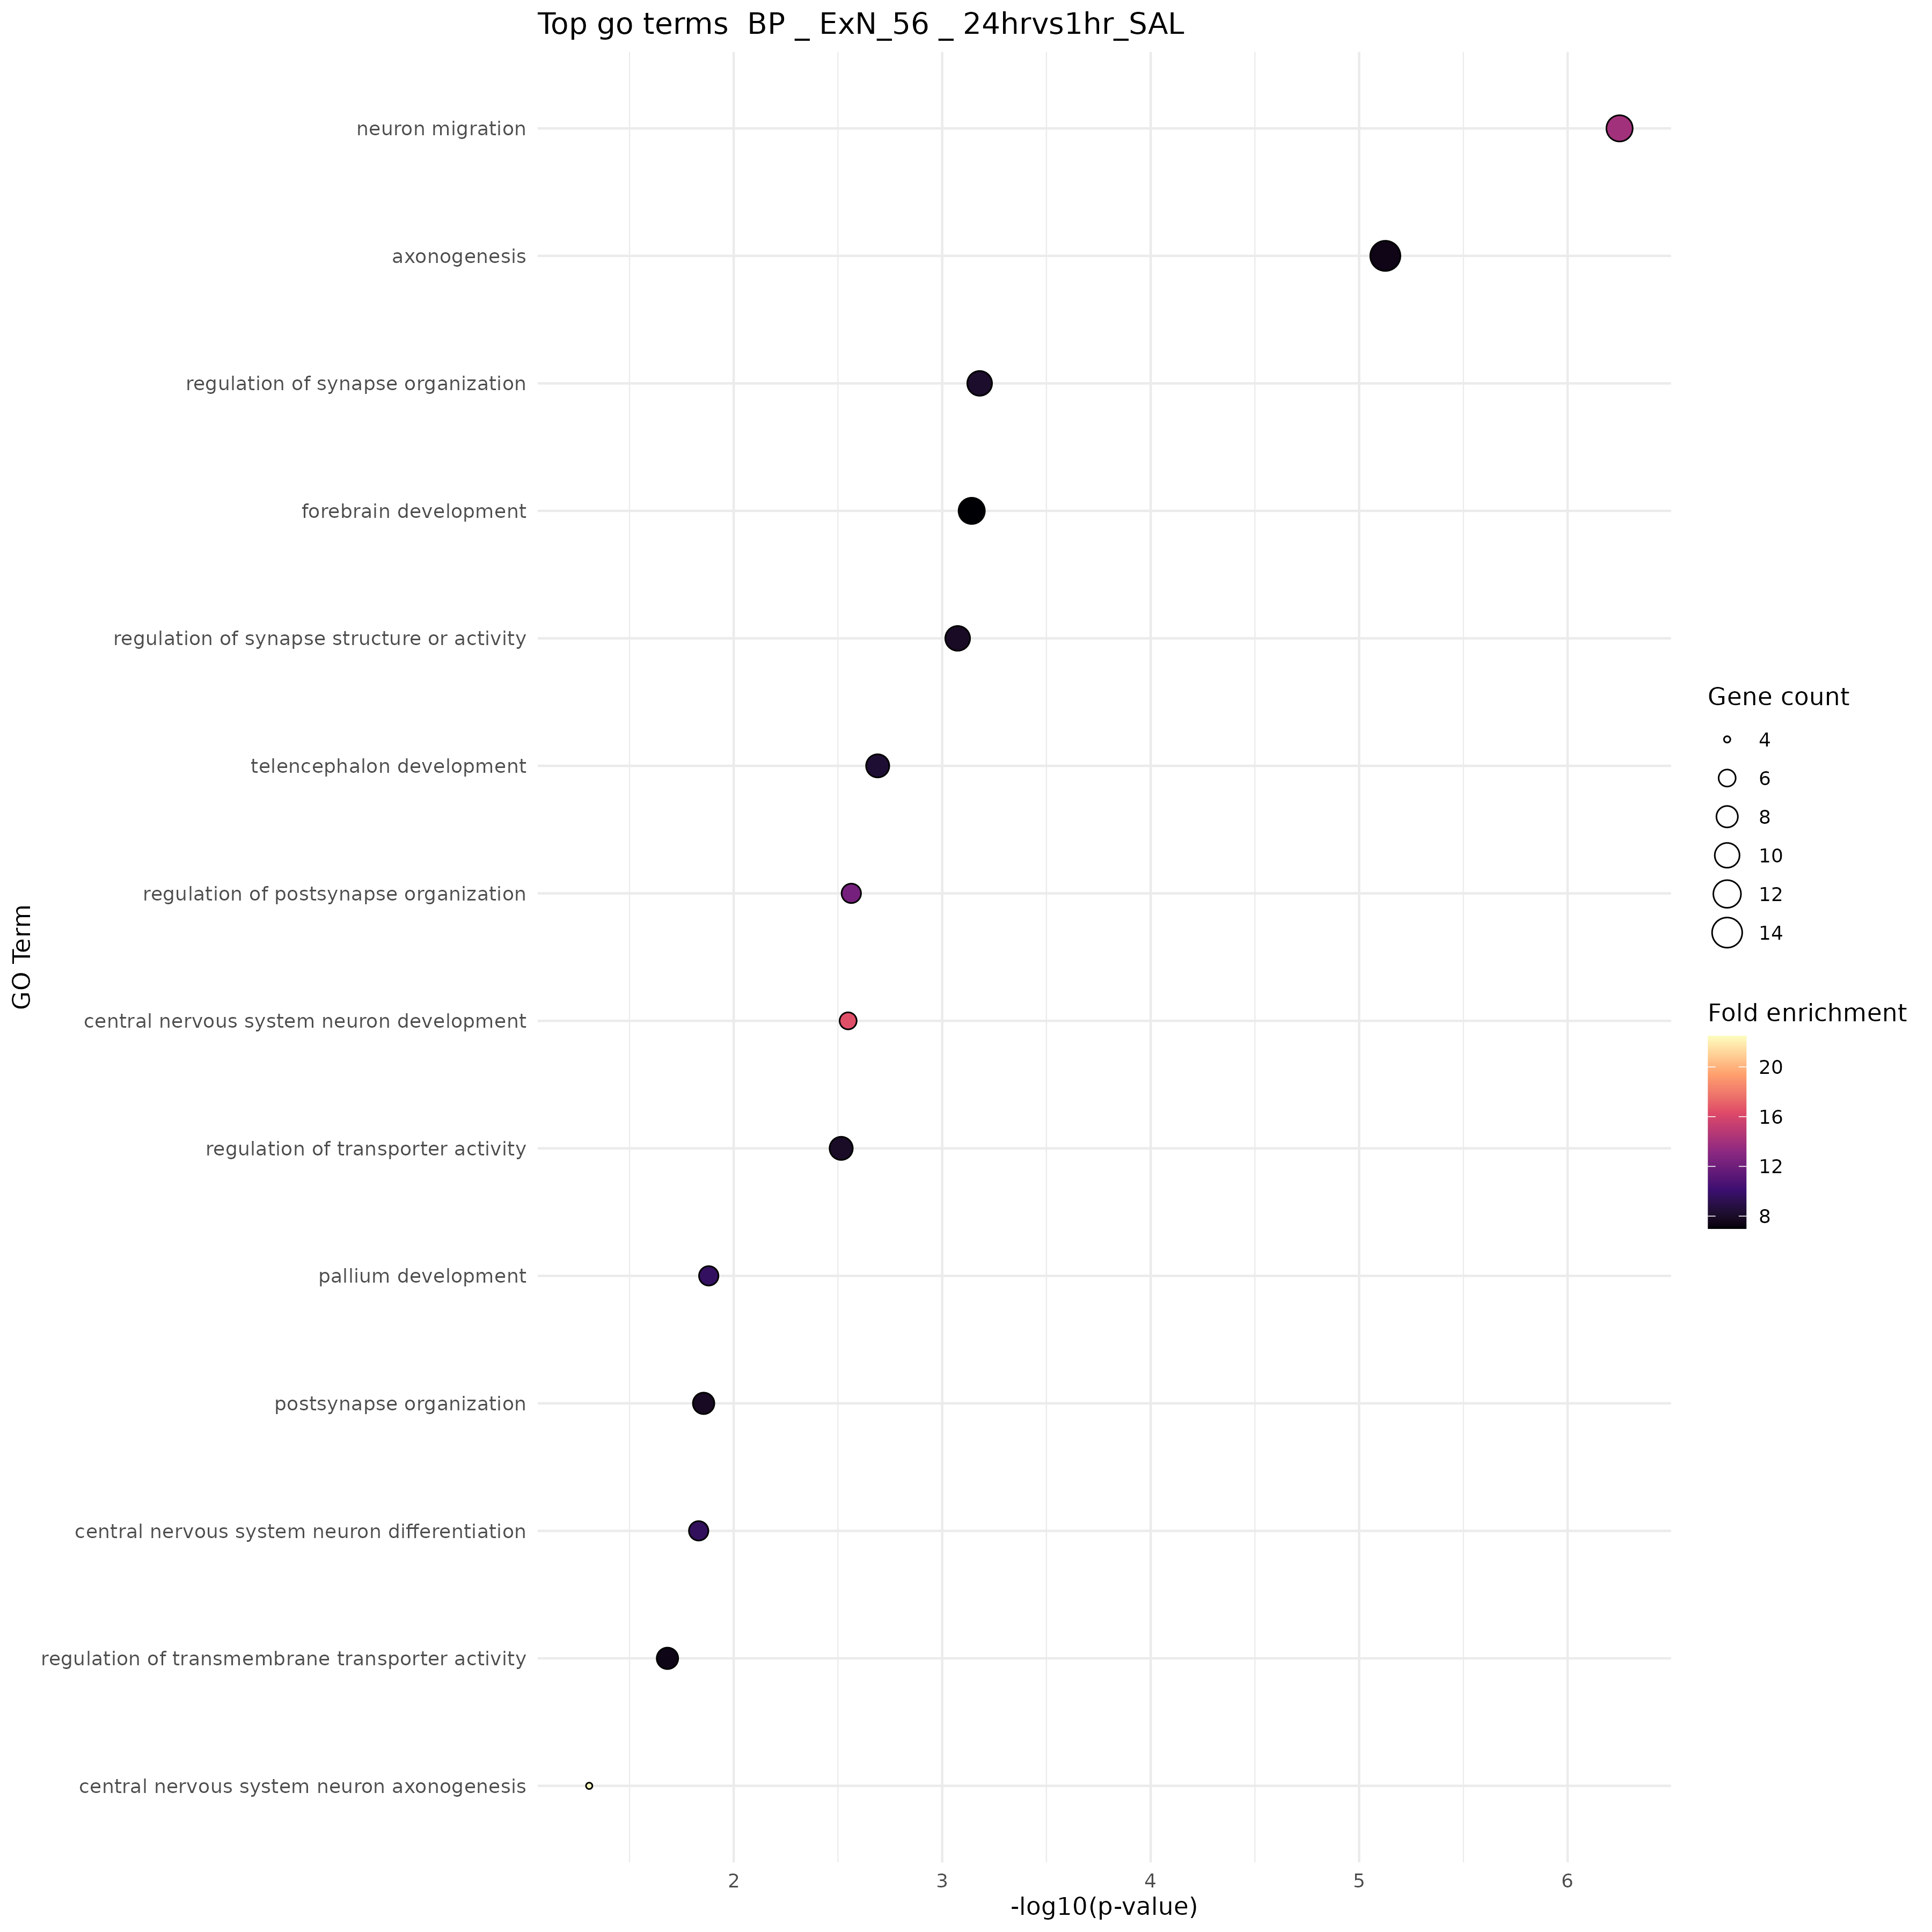 Top go terms  BP _ ExN_56 _ 24hrvs1hr_SAL
GO Term
neuron migration
axonogenesis
regulation of synapse organization
forebrain development
regulation of synapse structure or activity
telencephalon development
regulation of postsynapse organization
central nervous system neuron development
regulation of transporter activity
pallium development
postsynapse organization
central nervous system neuron differentiation
regulation of transmembrane transporter activity
central nervous system neuron axonogenesis
2 3 4 5 6
-log10(p-value)
Gene count
4
6
8
10
12
14
Fold enrichment
20
16
12
8